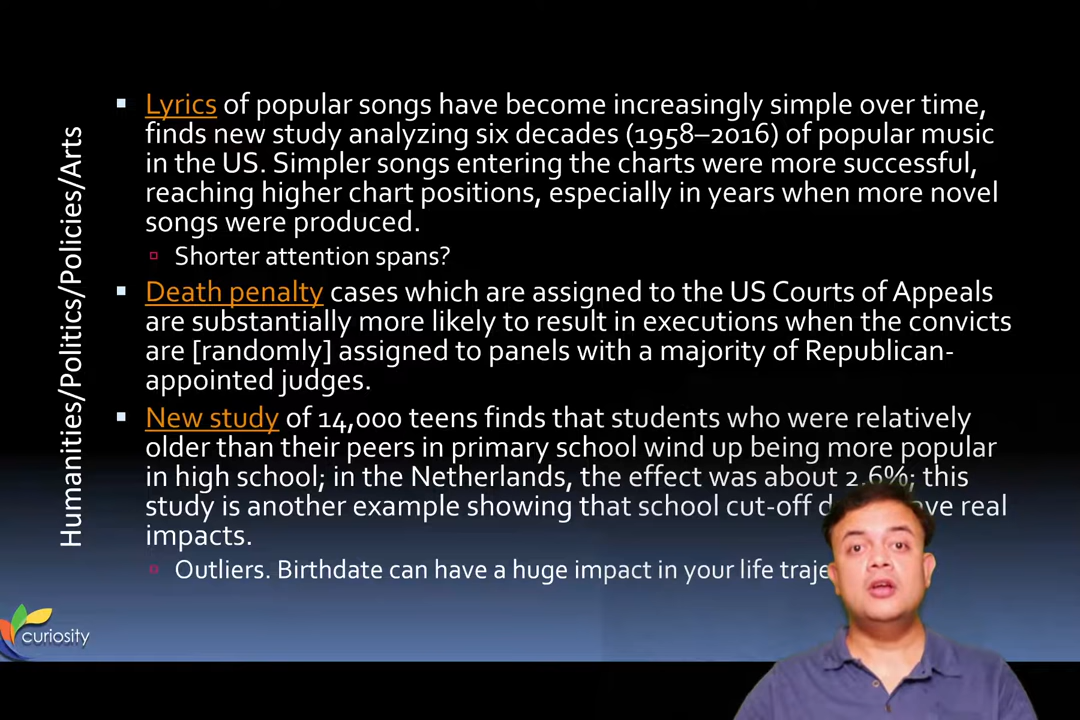 Humanities/Politics/Policies/Arts
Lyrics of popular songs have become increasingly simple over time,
finds new study analyzing six decades (1958–2016) of popular music
in the US. Simpler songs entering the charts were more successful,
reaching higher chart positions, especially in years when more novel
songs were produced.
Shorter attention spans?
Death penalty cases which are assigned to the US Courts of Appeals
are substantially more likely to result in executions when the convicts
are [randomly] assigned to panels with a majority of Republican-
appointed judges.
New study of 14,000 teens finds that students who were relatively
older than their peers in primary school wind up being more popular
in high school; in the Netherlands, the effect was about 2.6%; this
study is another example showing that school cut-off real
impacts.
Outliers. Birthdate can have a huge impact in your life
curiosity